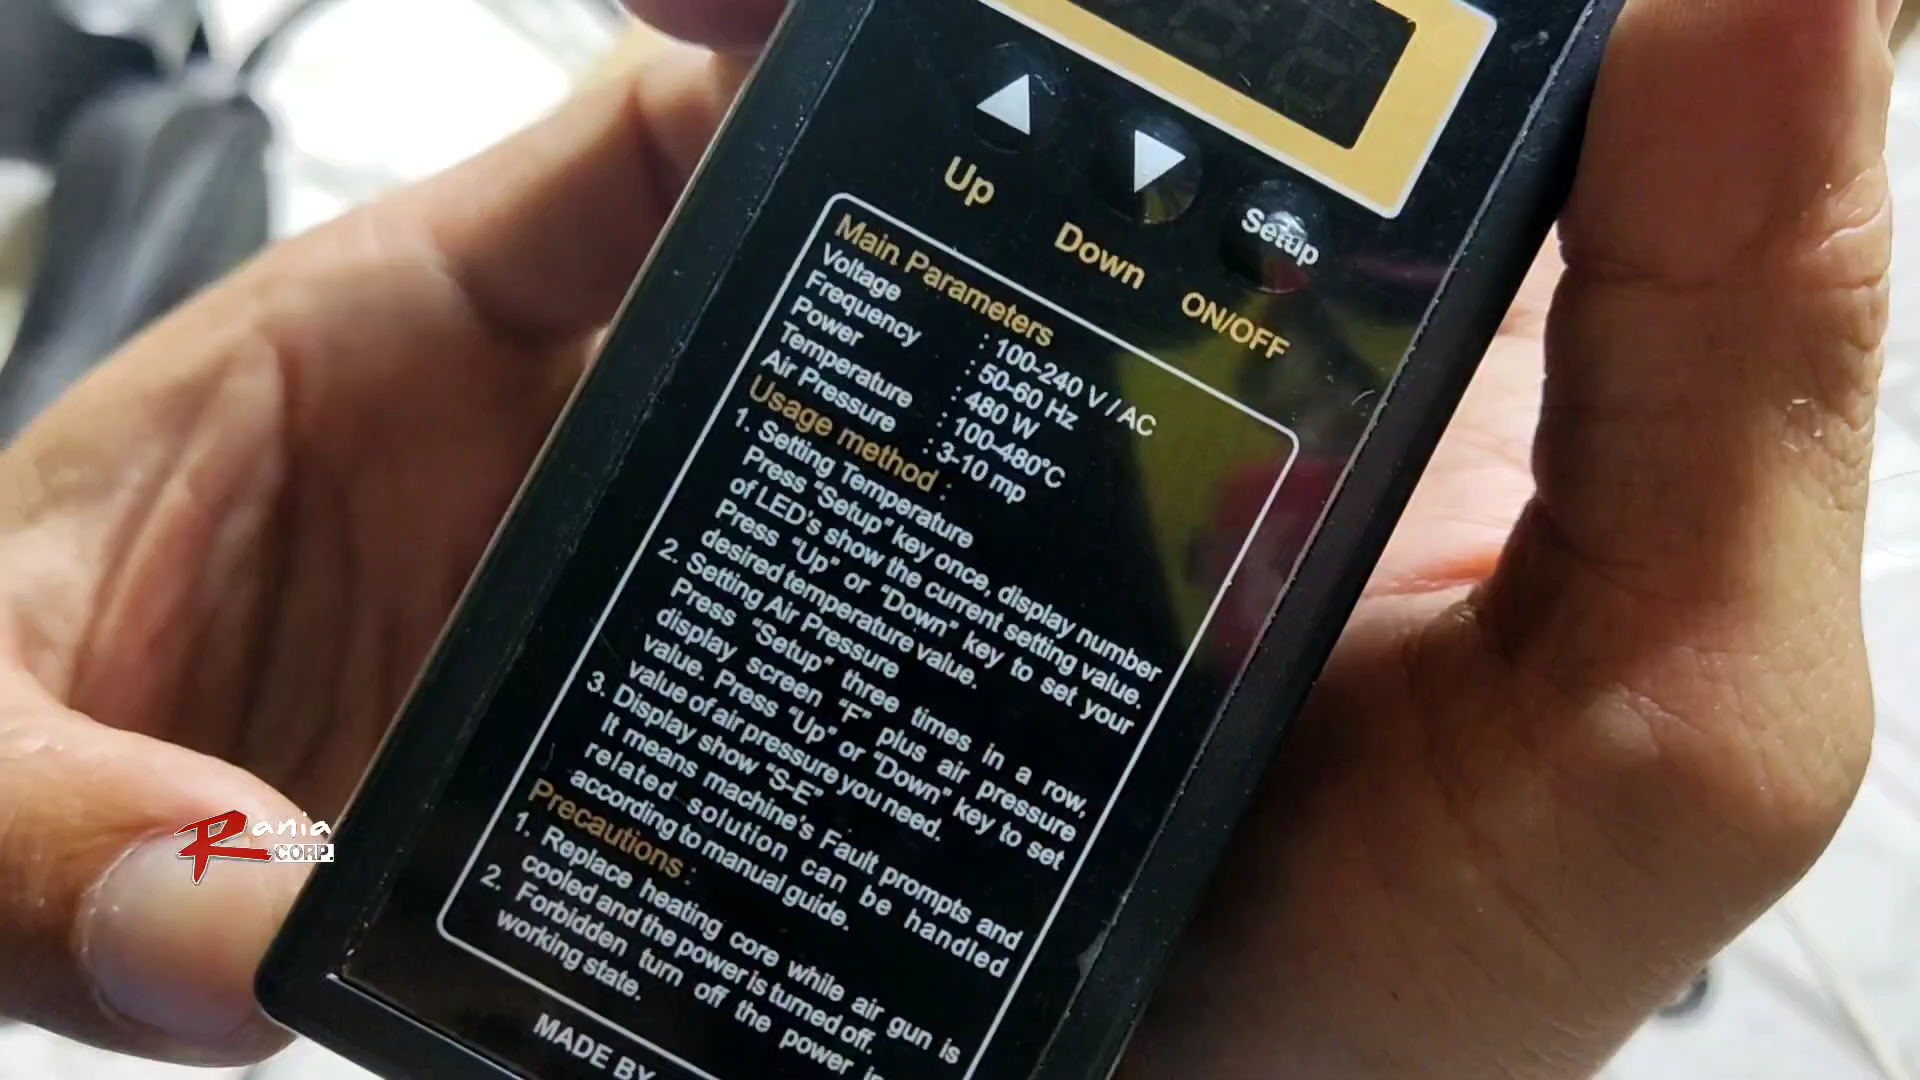 Up
Down
Setup
ON/OFF
Main Parameters
Voltage : 100-240 V / AC
Frequency : 50-60 Hz
Power : 480 W
Temperature : 100-480°C
Air Pressure : 3-10 mp
Usage method :
1. Setting Temperature
Press "Setup" key once, display number
of LED's show the current setting value.
Press "Up" or "Down" key to set your
desired temperature value.
2. Setting Air Pressure
Press "Setup" three times in a row,
display screen "F" plus air pressure
value. Press "Up" or "Down" key to set
value of air pressure you need.
3. Display show "S-E"
It means machine's Fault prompts and
related solution can be handled
according to manual guide.
Precautions :
1. Replace heating core while air gun is
cooled and the power is turned off.
2. Forbidden turn off the power in
working state.
MADE BY
Rania
CORP.